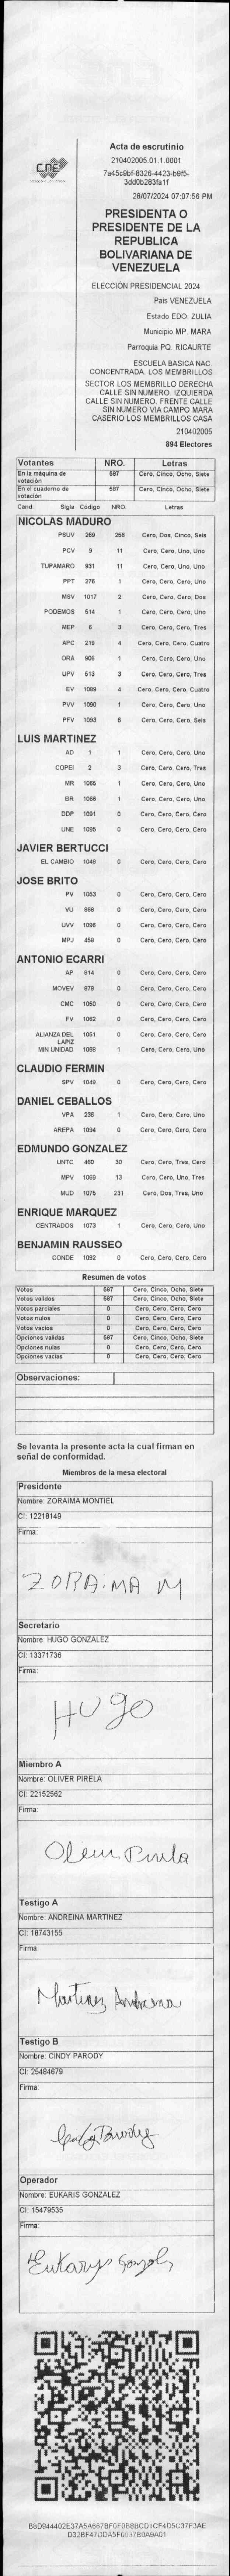 CNE
Acta de escrutinio
210402005.01.1.0001
7a45c9bf-8326-4423-b9f5-
3dd0b283fa1f
28/07/2024 07:07:56 PM
PRESIDENTA O
PRESIDENTE DE LA
REPUBLICA
BOLIVARIANA DE
VENEZUELA
ELECCIÓN PRESIDENCIAL 2024
Pais VENEZUELA
Estado EDO. ZULIA
Municipio MP. MARA
Parroquia PQ. RICAURTE
ESCUELA BASICA NAC.
CONCENTRADA. LOS MEMBRILLOS
SECTOR LOS MEMBRILLO DERECHA
CALLE SIN NUMERO. IZQUIERDA
CALLE SIN NUMERO. FRENTE CALLE
SIN NUMERO VIA CAMPO MARA
CASERIO LOS MEMBRILLOS CASA
210402005
894 Electores
Votantes NRO. Letras
En la máquina de votación 587 Cero, Cinco, Ocho, Siete
En el cuaderno de votación 587 Cero, Cinco, Ocho, Siete
Cand Sigla Código NRO. Letras
NICOLAS MADURO
PSUV 269 256 Cero, Dos, Cinco, Seis
PCV 9 11 Cero, Cero, Uno, Uno
TUPAMARO 931 11 Cero, Cero, Uno, Uno
PPT 276 1 Cero, Cero, Cero, Uno
MSV 1017 2 Cero, Cero, Cero, Dos
PODEMOS 514 1 Cero, Cero, Cero, Uno
MEP 6 3 Cero, Cero, Cero, Tres
APC 219 4 Cero, Cero, Cero, Cuatro
ORA 906 1 Cero, Cero, Cero, Uno
UPV 513 3 Cero, Cero, Cero, Tres
EV 1089 4 Cero, Cero, Cero, Cuatro
PVV 1090 1 Cero, Cero, Cero, Uno
PFV 1093 6 Cero, Cero, Cero, Seis
LUIS MARTINEZ
AD 1 1 Cero, Cero, Cero, Uno
COPEI 2 3 Cero, Cero, Cero, Tres
MR 1065 1 Cero, Cero, Cero, Uno
BR 1068 1 Cero, Cero, Cero, Uno
DDP 1091 0 Cero, Cero, Cero, Cero
UNE 1095 0 Cero, Cero, Cero, Cero
JAVIER BERTUCCI
EL CAMBIO 1048 0 Cero, Cero, Cero, Cero
JOSE BRITO
PV 1053 0 Cero, Cero, Cero, Cero
VU 868 0 Cero, Cero, Cero, Cero
UVV 1096 0 Cero, Cero, Cero, Cero
MPJ 458 0 Cero, Cero, Cero, Cero
ANTONIO ECARRI
AP 814 0 Cero, Cero, Cero, Cero
MOVEV 878 0 Cero, Cero, Cero, Cero
CMC 1050 0 Cero, Cero, Cero, Cero
FV 1062 0 Cero, Cero, Cero, Cero
ALIANZA DEL LAPIZ 1051 0 Cero, Cero, Cero, Cero
MIN UNIDAD 1088 1 Cero, Cero, Cero, Uno
CLAUDIO FERMIN
SPV 1049 0 Cero, Cero, Cero, Cero
DANIEL CEBALLOS
VPA 236 1 Cero, Cero, Cero, Uno
AREPA 1094 0 Cero, Cero, Cero, Cero
EDMUNDO GONZALEZ
UNTC 460 30 Cero, Cero, Tres, Cero
MPV 1069 13 Cero, Cero, Uno, Tres
MUD 1075 231 Cero, Dos, Tres, Uno
ENRIQUE MARQUEZ
CENTRADOS 1073 1 Cero, Cero, Cero, Uno
BENJAMIN RAUSSEO
CONDE 1092 0 Cero, Cero, Cero, Cero
Resumen de votos
Votos 587 Cero, Cinco, Ocho, Siete
Votos validos 587 Cero, Cinco, Ocho, Siete
Votos parciales 0 Cero, Cero, Cero, Cero
Votos nulos 0 Cero, Cero, Cero, Cero
Votos vacios 0 Cero, Cero, Cero, Cero
Opciones validas 587 Cero, Cinco, Ocho, Siete
Opciones nulas 0 Cero, Cero, Cero, Cero
Opciones vacias 0 Cero, Cero, Cero, Cero
Observaciones:
Se levanta la presente acta la cual firman en
señal de conformidad.
Miembros de la mesa electoral
Presidente
Nombre: ZORAIMA MONTIEL
CI: 12218149
Firma:
ZORA.MA M
Secretario
Nombre: HUGO GONZALEZ
CI: 13371736
Firma:
HUgo
Miembro A
Nombre: OLIVER PIRELA
CI: 22152562
Firma:
Pirela
Testigo A
Nombre: ANDREINA MARTINEZ
CI: 18743155
Firma:
Martinez Andreina
Testigo B
Nombre: CINDY PARODY
CI: 25484679
Firma:
Operador
Nombre: EUKARIS GONZALEZ
CI: 15479535
Firma:
Eukarys Gonzalez